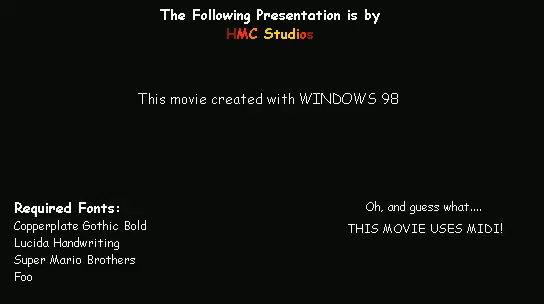 The Following Presentation is by
HMC Studios
This movie created with WINDOWS 98
Required Fonts:
Copperplate Gothic Bold
Lucida Handwriting
Super Mario Brothers
Foo
Oh, and guess what....
THIS MOVIE USES MIDI!